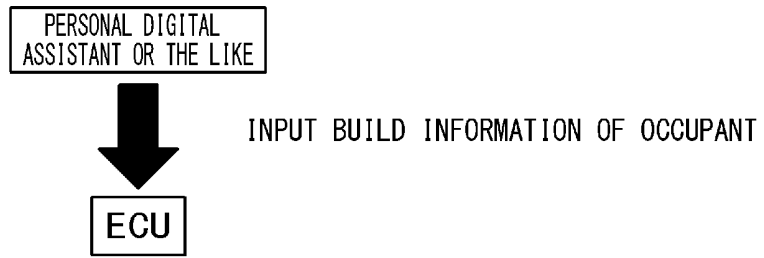 PERSONAL DIGITAL
ASSISTANT OR THE LIKE
INPUT BUILD INFORMATION OF OCCUPANT
ECU